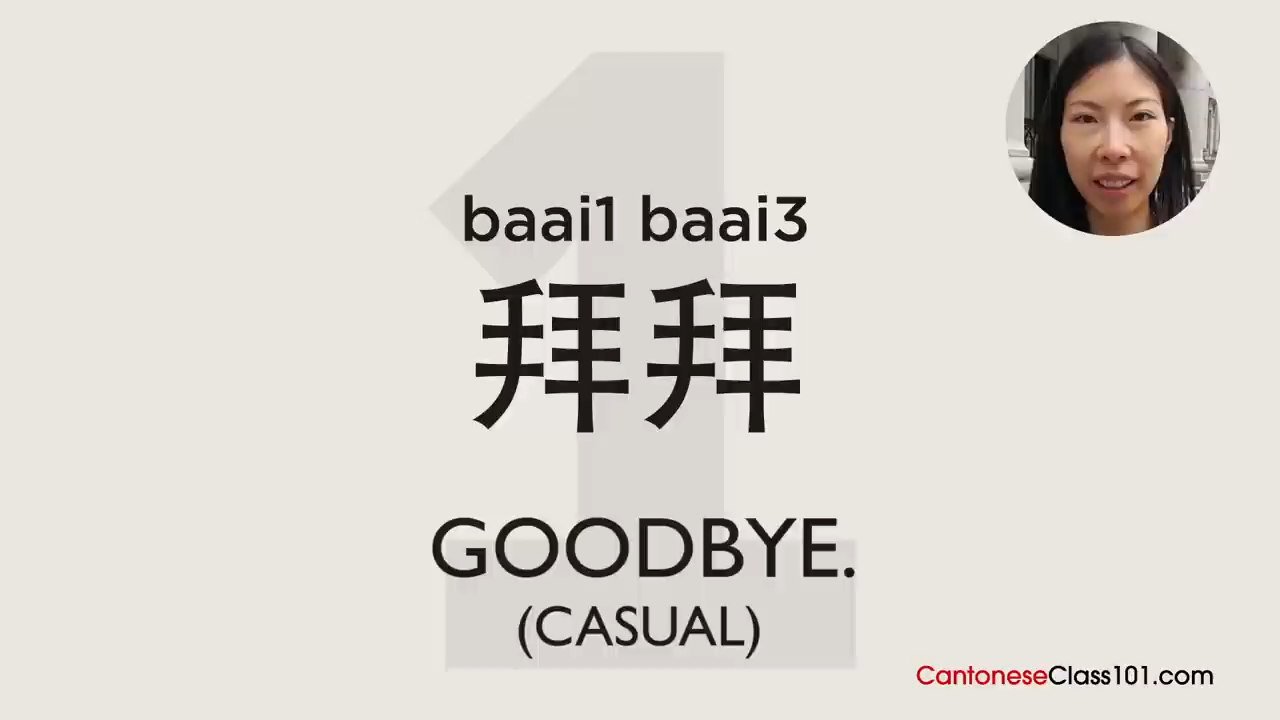 baai1 baai3
拜拜
GOODBYE.
(CASUAL)
CantoneseClass101.com